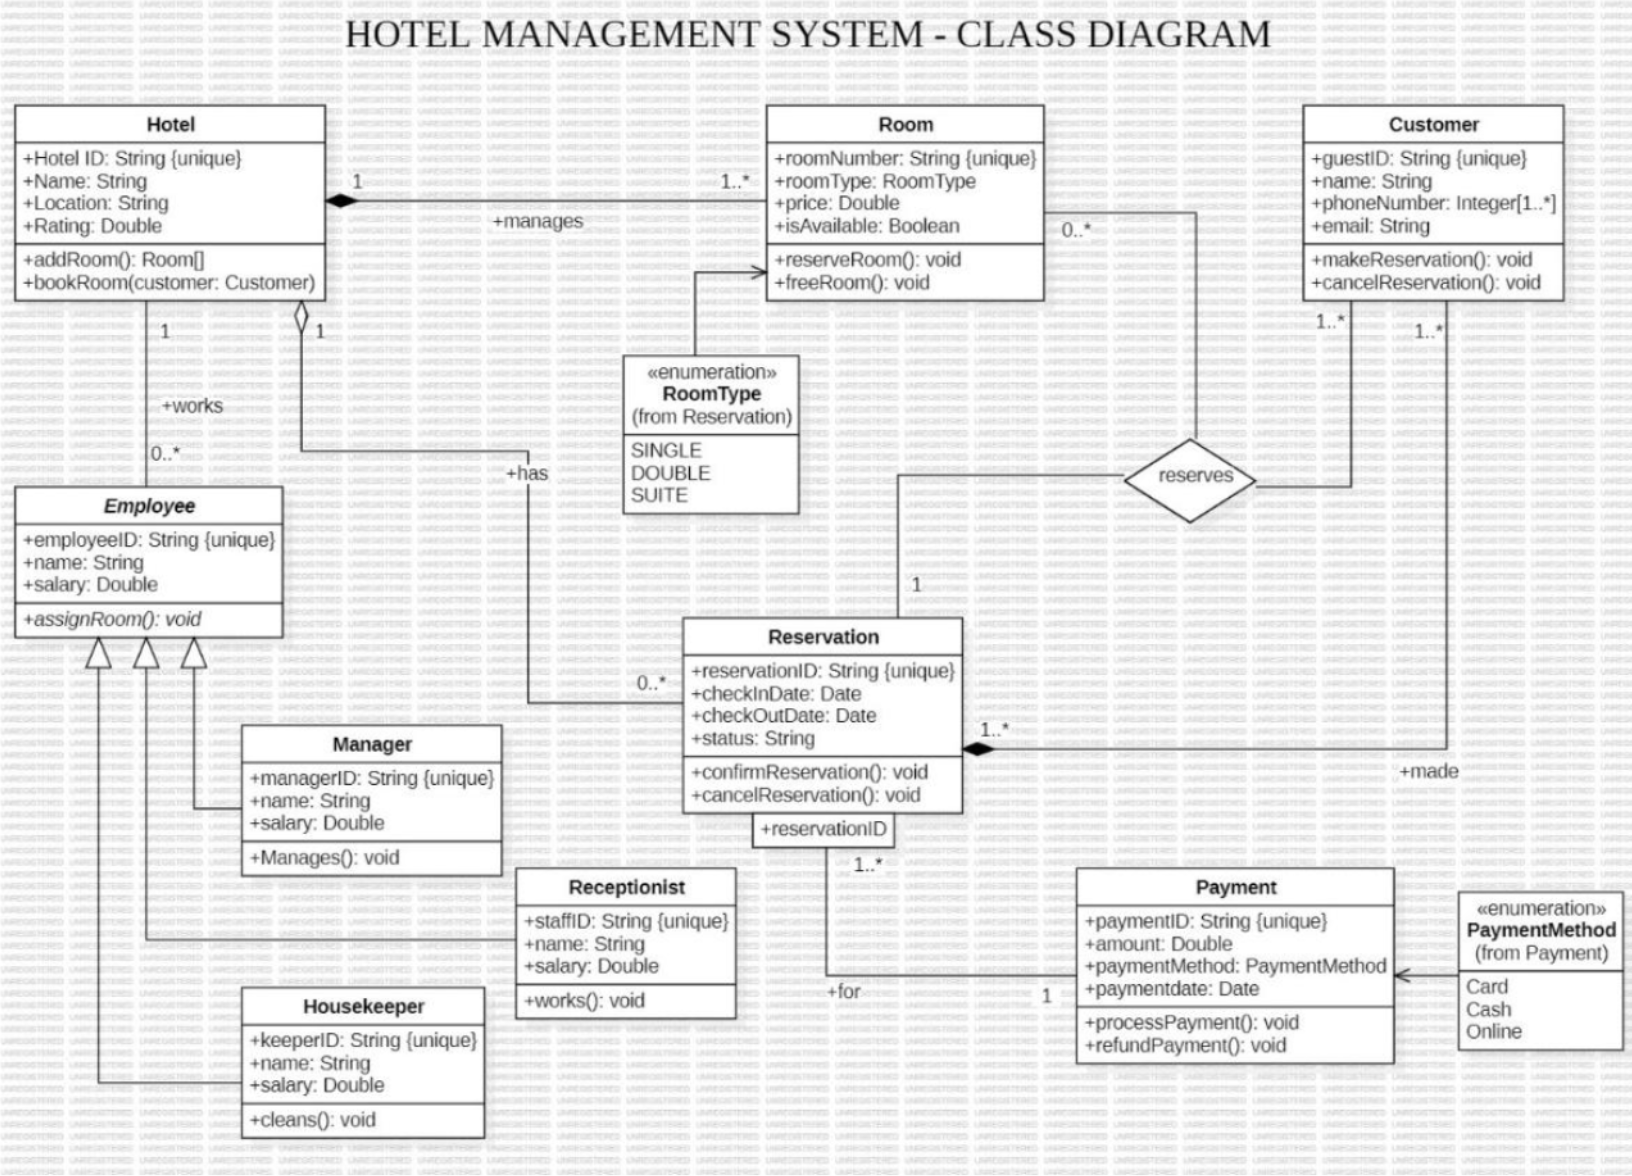 HOTEL MANAGEMENT SYSTEM - CLASS DIAGRAM
Hotel
+Hotel ID: String {unique}
+Name: String
+Location: String
+Rating: Double
+addRoom(): Room[]
+bookRoom(customer: Customer)
1
1..*
+manages
Room
+roomNumber: String {unique}
+roomType: RoomType
+price: Double
+isAvailable: Boolean
+reserveRoom(): void
+freeRoom(): void
0..*
Customer
+guestID: String {unique}
+name: String
+phoneNumber: Integer[1..*]
+email: String
+makeReservation(): void
+cancelReservation(): void
1..*
1..*
1
+works
0..*
1
+has
0..*
«enumeration»
RoomType
(from Reservation)
SINGLE
DOUBLE
SUITE
reserves
1
Employee
+employeeID: String {unique}
+name: String
+salary: Double
+assignRoom(): void
Reservation
+reservationID: String {unique}
+checkInDate: Date
+checkOutDate: Date
+status: String
+confirmReservation(): void
+cancelReservation(): void
+reservationID
1..*
+made
1..*
+for
1
Manager
+managerID: String {unique}
+name: String
+salary: Double
+Manages(): void
Receptionist
+staffID: String {unique}
+name: String
+salary: Double
+works(): void
Housekeeper
+keeperID: String {unique}
+name: String
+salary: Double
+cleans(): void
Payment
+paymentID: String {unique}
+amount: Double
+paymentMethod: PaymentMethod
+paymentdate: Date
+processPayment(): void
+refundPayment(): void
«enumeration»
PaymentMethod
(from Payment)
Card
Cash
Online